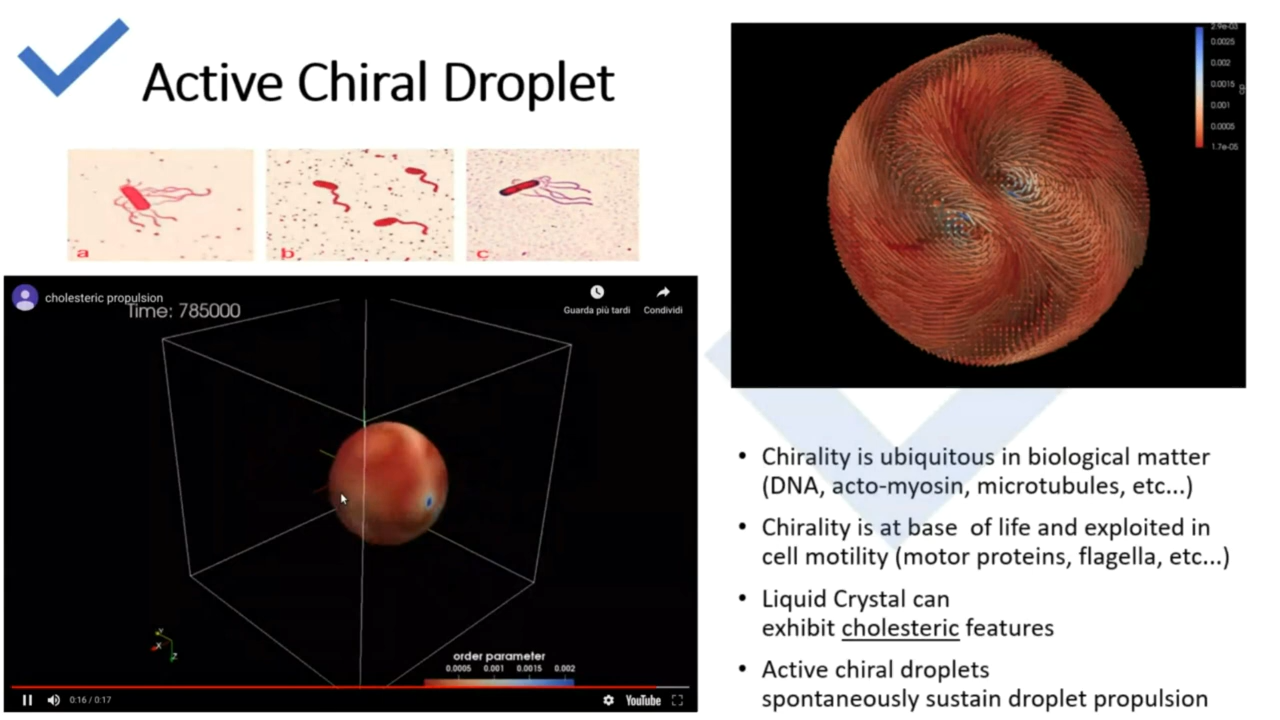 Active Chiral Droplet
a
b
c
cholesteric propulsion
Time: 785000
Guarda più tardi
Condividi
Y
X
Z
order parameter
0.0005 0.001 0.0015 0.002
0:16 / 0:17
YouTube
2.9e-03
0.0025
0.002
0.0015
0.001
0.0005
1.7e-05
• Chirality is ubiquitous in biological matter
(DNA, acto-myosin, microtubules, etc...)
• Chirality is at base of life and exploited in
cell motility (motor proteins, flagella, etc...)
• Liquid Crystal can
exhibit cholesteric features
• Active chiral droplets
spontaneously sustain droplet propulsion